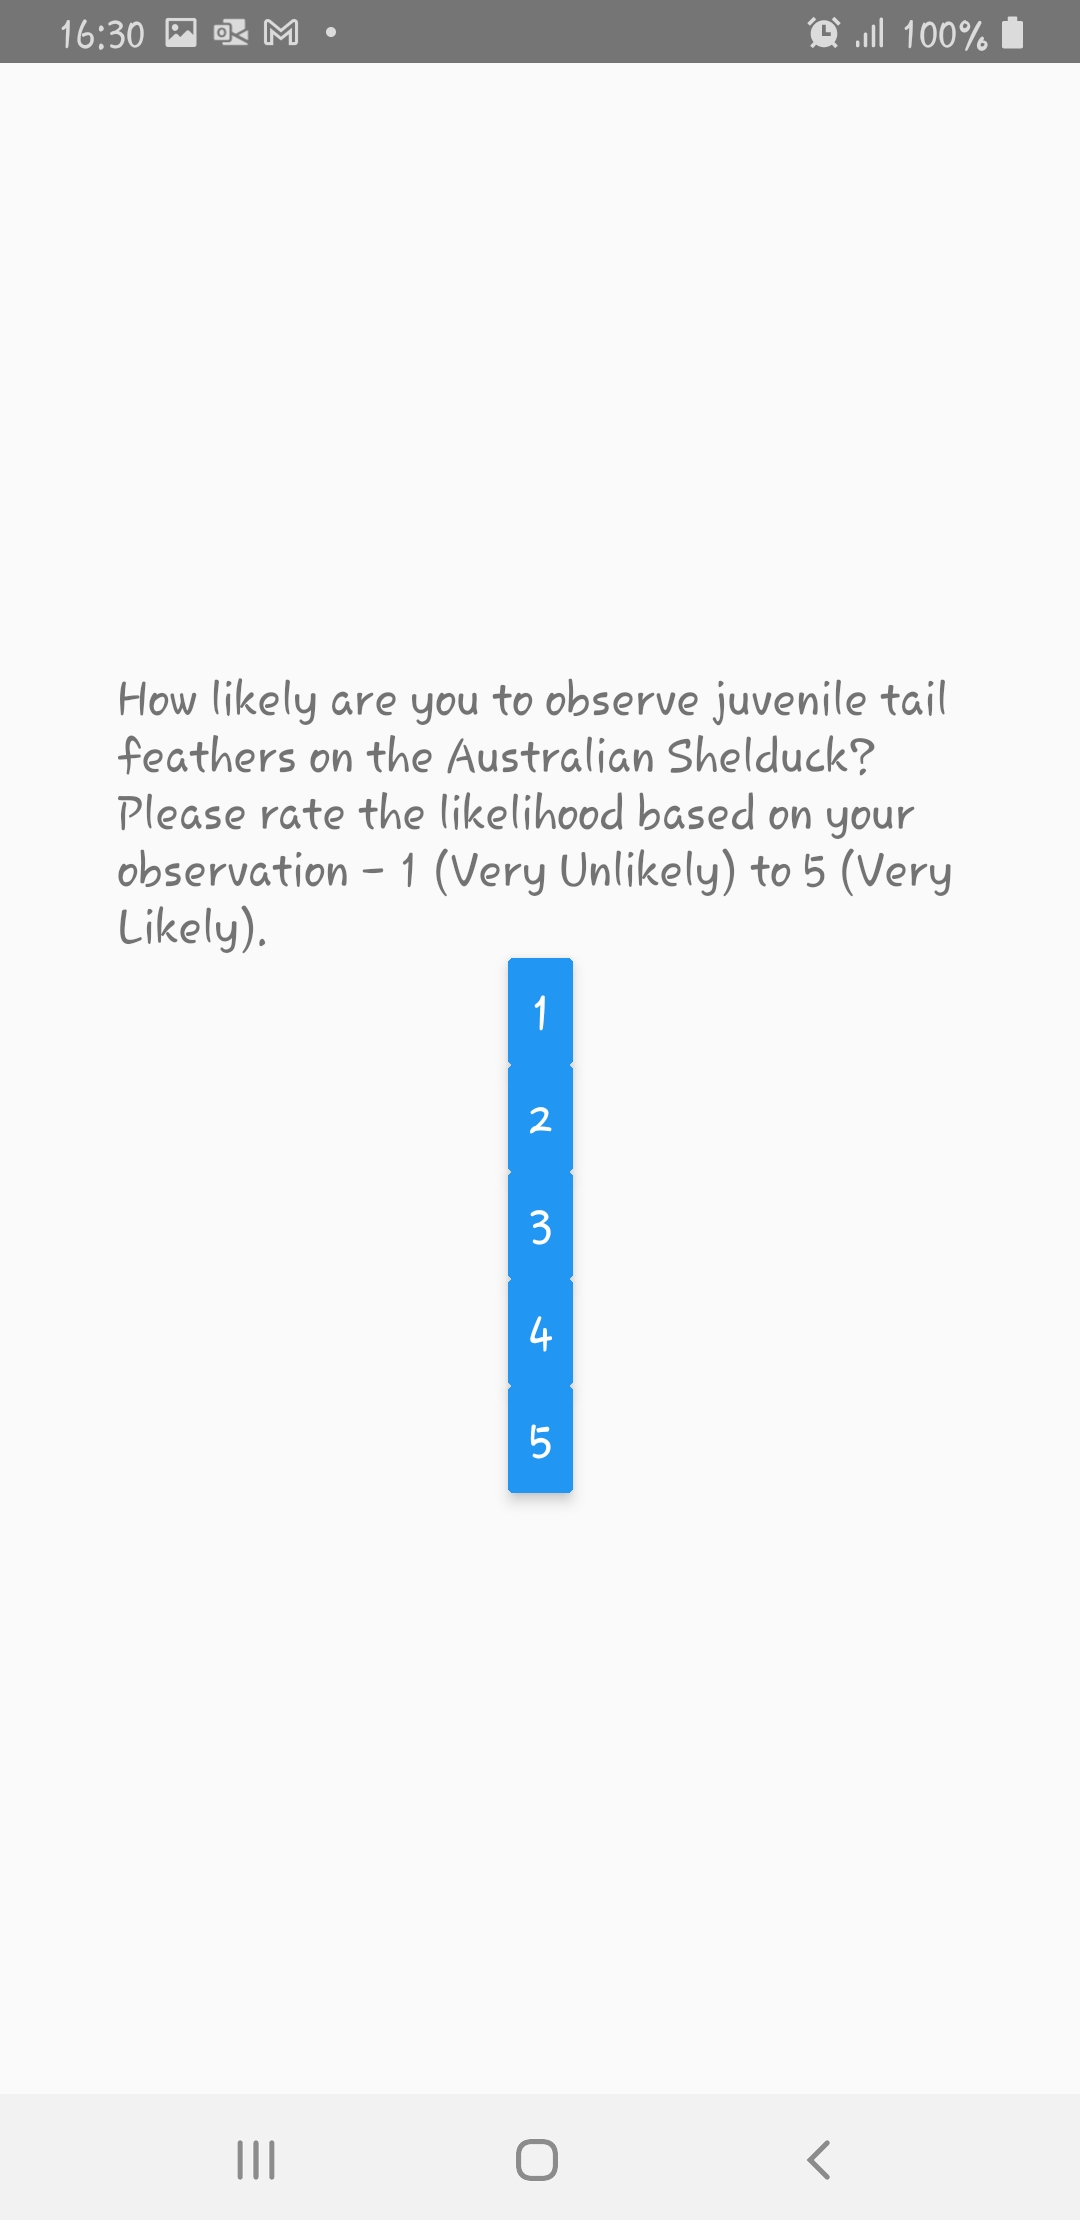 16:30
100%
How likely are you to observe juvenile tail
feathers on the Australian Shelduck?
Please rate the likelihood based on your
observation - 1 (Very Unlikely) to 5 (Very
Likely).
1
2
3
4
5